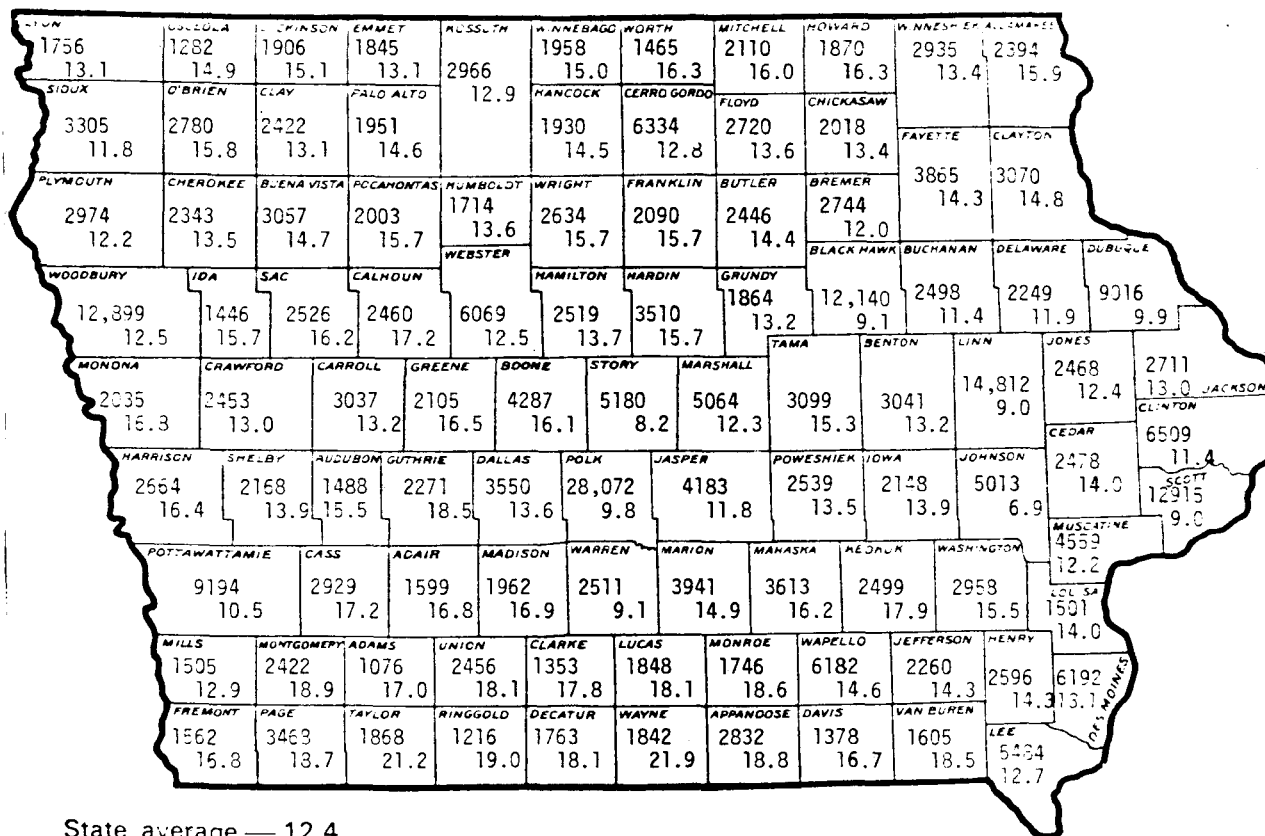 OSCEOLA DICKINSON EMMET KOSSUTH WINNEBAGO WORTH MITCHELL HOWARD WINNESHIEK ALLAMAKEE
1756 1282 1906 1845 2966 1958 1465 2110 1870 2935 2394
13.1 14.9 15.1 13.1 12.9 15.0 16.3 16.0 16.3 13.4 15.9
SIOUX O'BRIEN CLAY PALO ALTO HANCOCK CERRO GORDO FLOYD CHICKASAW FAYETTE CLAYTON
3305 2780 2422 1951 1930 6334 2720 2018 3865 3070
11.8 15.8 13.1 14.6 14.5 12.8 13.6 13.4 14.3 14.8
PLYMOUTH CHEROKEE BUENA VISTA POCAHONTAS HUMBOLDT WRIGHT FRANKLIN BUTLER BREMER
2974 2343 3057 2003 1714 2634 2090 2446 2744
12.2 13.5 14.7 15.7 13.6 15.7 15.7 14.4 12.0
WOODBURY IDA SAC CALHOUN WEBSTER HAMILTON HARDIN GRUNDY BLACK HAWK BUCHANAN DELAWARE DUBUQUE
12,899 1446 2526 2460 6069 2519 3510 1864 12,140 2498 2249 9016
12.5 15.7 16.2 17.2 12.5 13.7 15.7 13.2 9.1 11.4 11.9 9.9
MONONA CRAWFORD CARROLL GREENE BOONE STORY MARSHALL TAMA BENTON LINN JONES JACKSON
2453 3037 2105 4287 5180 5064 3099 3041 14,812 2468 2711
13.0 13.2 16.5 16.1 8.2 12.3 15.3 13.2 9.0 12.4 13.0
CLINTON
6509
11.4
HARRISON SHELBY AUDUBON GUTHRIE DALLAS POLK JASPER POWESHIEK IOWA JOHNSON CEDAR SCOTT
2664 2168 1488 2271 3550 28,072 4183 2539 2148 5013 2478 12915
16.4 13.9 15.5 18.5 13.6 9.8 11.8 13.5 13.9 6.9 14.0 9.0
MUSCATINE
4559
12.2
POTTAWATTAMIE CASS ADAIR MADISON WARREN MARION MAHASKA KEOKUK WASHINGTON LOUISA
9194 2929 1599 1962 2511 3941 3613 2499 2958 1501
10.5 17.2 16.8 16.9 9.1 14.9 16.2 17.9 15.5 14.0
MILLS MONTGOMERY ADAMS UNION CLARKE LUCAS MONROE WAPELLO JEFFERSON HENRY DES MOINES
1505 2422 1076 2456 1353 1848 1746 6182 2260 2596 6192
12.9 18.9 17.0 18.1 17.8 18.1 18.6 14.6 14.3 14.3 13.1
FREMONT PAGE TAYLOR RINGGOLD DECATUR WAYNE APPANOOSE DAVIS VAN BUREN LEE
1562 3463 1868 1216 1763 1842 2832 1378 1605
21.2 19.0 18.1 21.9 18.8 16.7 18.5 12.7
State average — 12.4